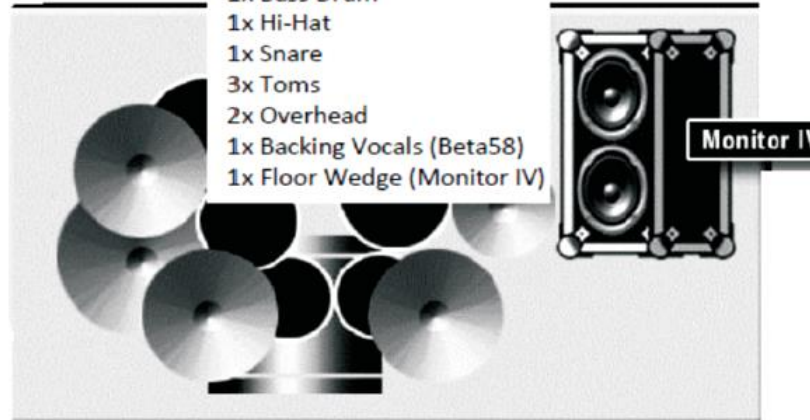 1x Hi-Hat
1x Snare
3x Toms
2x Overhead
1x Backing Vocals (Beta58)
1x Floor Wedge (Monitor IV)
Monitor IV